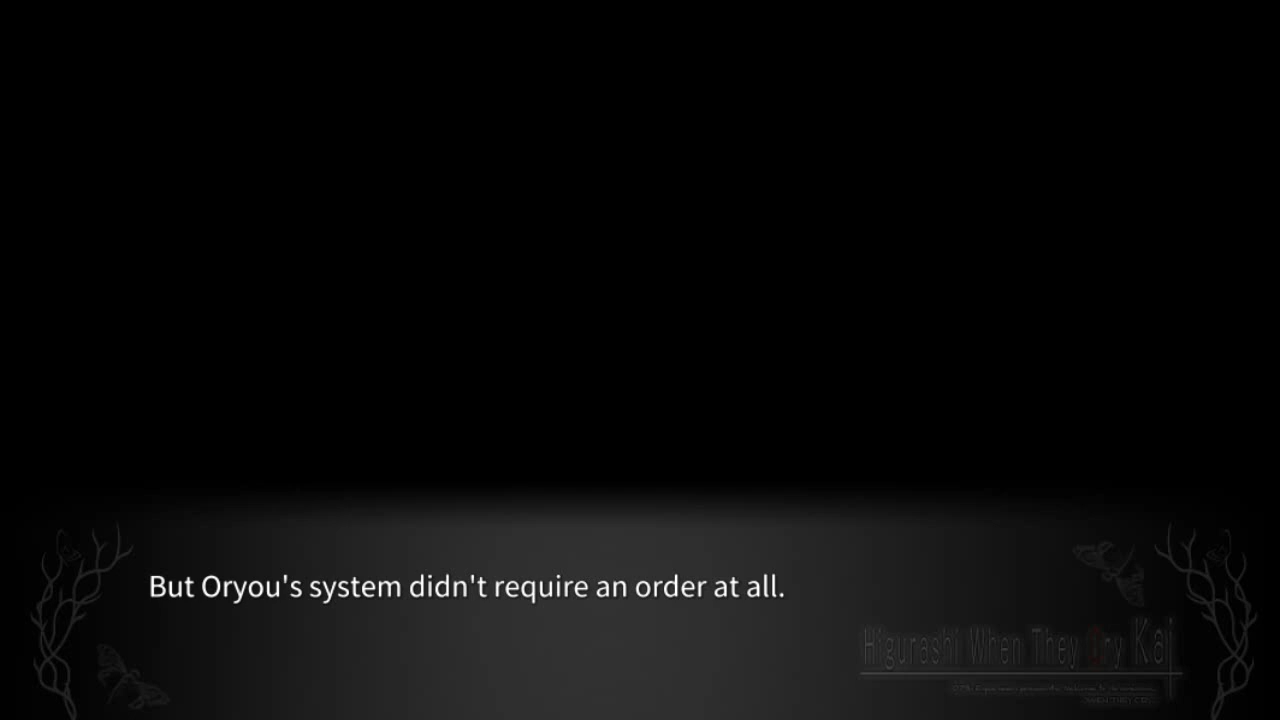 But Oryou's system didn't require an order at all.
Higurashi When They Cry Kai